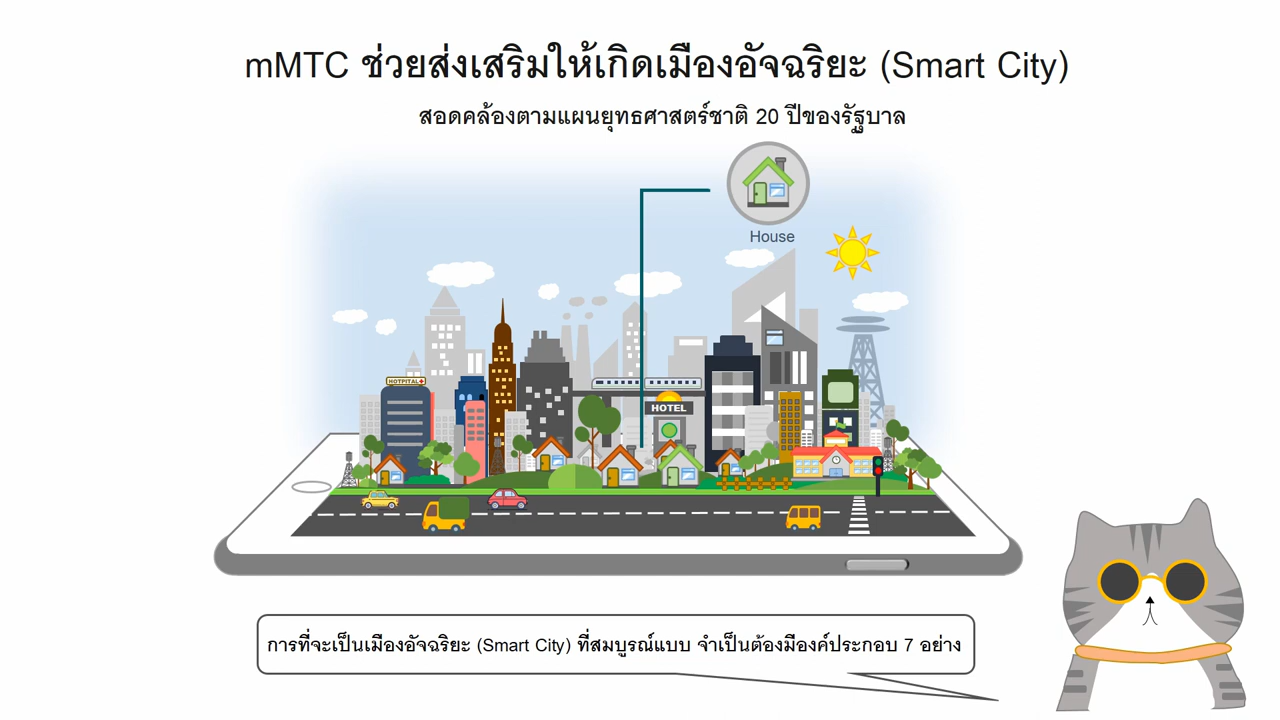 mMTC ช่วยส่งเสริมให้เกิดเมืองอัจฉริยะ (Smart City)
สอดคล้องตามแผนยุทธศาสตร์ชาติ 20 ปีของรัฐบาล
House
HOTPITAL
HOTEL
การที่จะเป็นเมืองอัจฉริยะ (Smart City) ที่สมบูรณ์แบบ จำเป็นต้องมีองค์ประกอบ 7 อย่าง